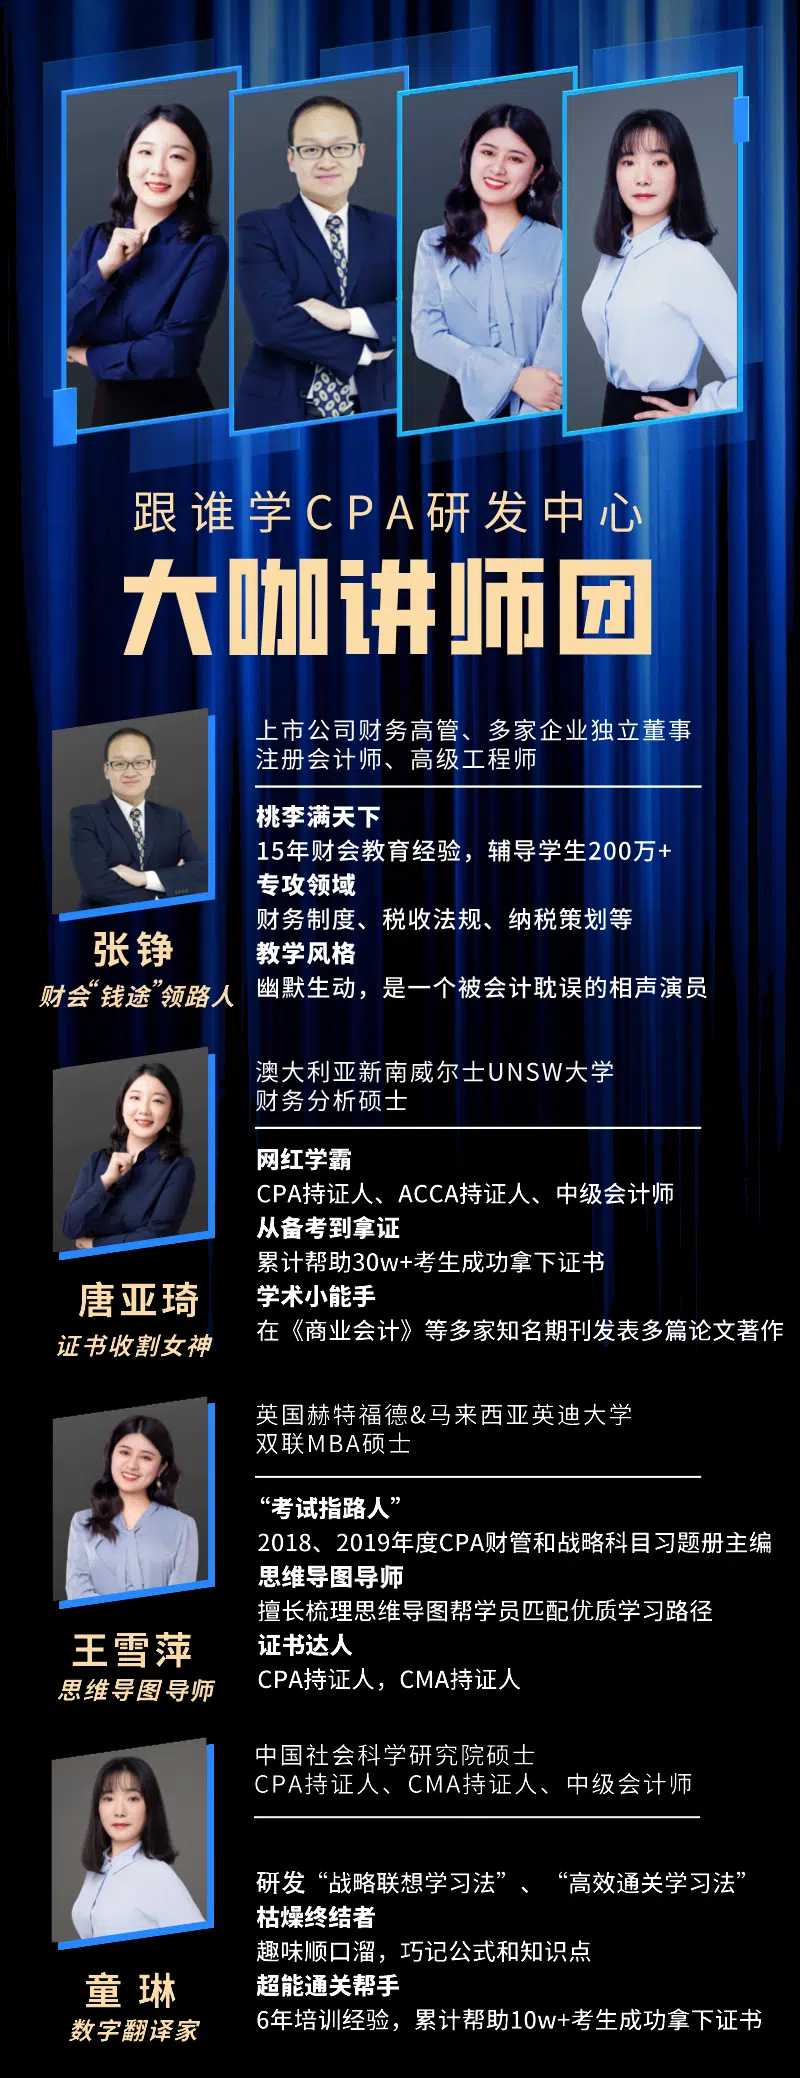 跟谁学CPA研发中心
大咖讲师团
上市公司财务高管、多家企业独立董事
注册会计师、高级工程师
桃李满天下
15年财会教育经验，辅导学生200万+
专攻领域
财务制度、税收法规、纳税策划等
教学风格
幽默生动，是一个被会计耽误的相声演员
张铮
财会“钱途”领路人
澳大利亚新南威尔士UNSW大学
财务分析硕士
网红学霸
CPA持证人、ACCA持证人、中级会计师
从备考到拿证
累计帮助30w+考生成功拿下证书
学术小能手
在《商业会计》等多家知名期刊发表多篇论文著作
唐亚琦
证书收割女神
英国赫特福德&马来西亚英迪大学
双联MBA硕士
“考试指路人”
2018、2019年度CPA财管和战略科目习题册主编
思维导图导师
擅长梳理思维导图帮学员匹配优质学习路径
证书达人
CPA持证人，CMA持证人
王雪萍
思维导图导师
中国社会科学研究院硕士
CPA持证人、CMA持证人、中级会计师
研发“战略联想学习法”、“高效通关学习法”
枯燥终结者
趣味顺口溜，巧记公式和知识点
超能通关帮手
6年培训经验，累计帮助10w+考生成功拿下证书
童琳
数字翻译家